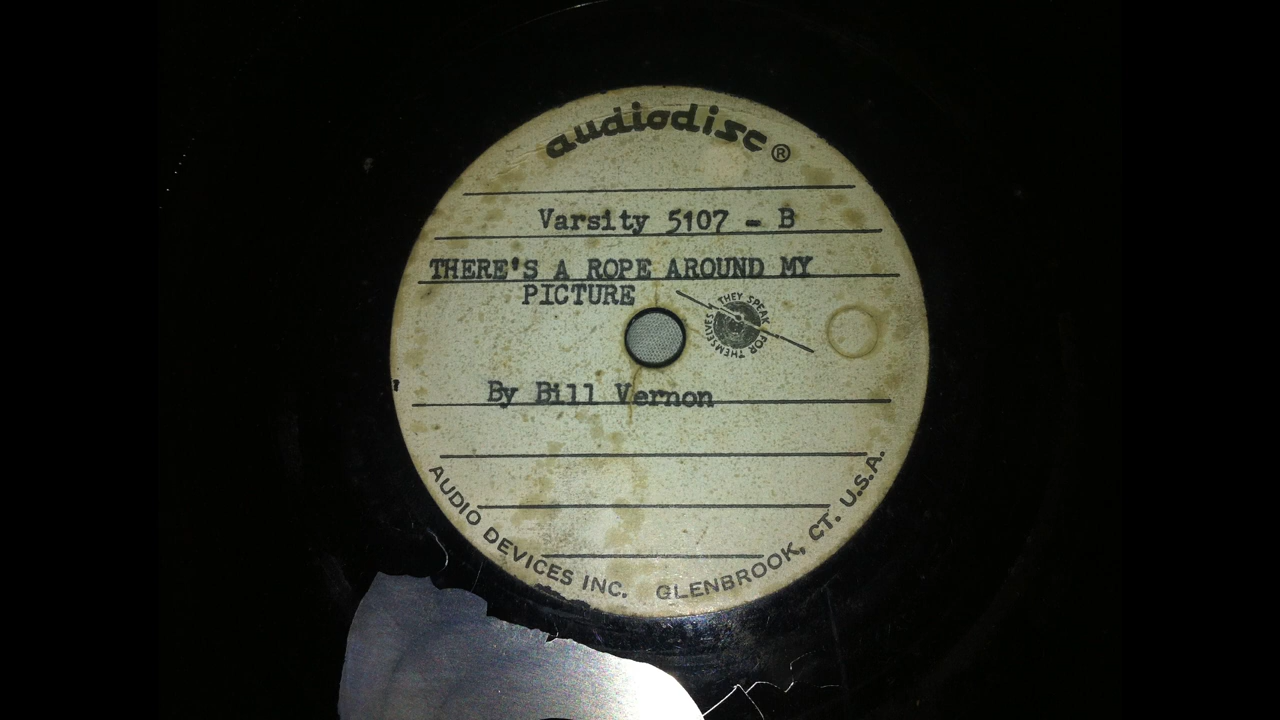 audiodisc ®
Varsity 5107 - B
THERE'S A ROPE AROUND MY
PICTURE
THEY SPEAK FOR THEMSELVES
By Bill Vernon
AUDIO DEVICES INC. GLENBROOK, CT. U.S.A.